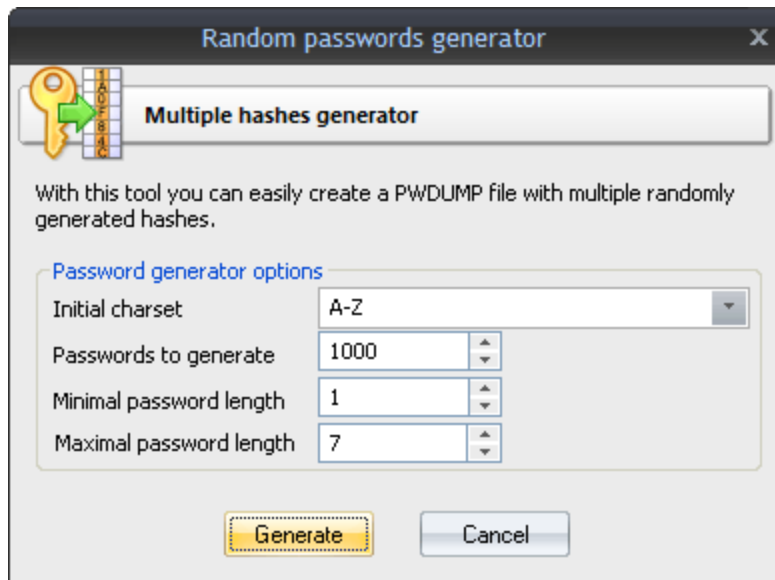 Random passwords generator
Multiple hashes generator
With this tool you can easily create a PWDUMP file with multiple randomly
generated hashes.
Password generator options
Initial charset A-Z
Passwords to generate 1000
Minimal password length 1
Maximal password length 7
Generate Cancel